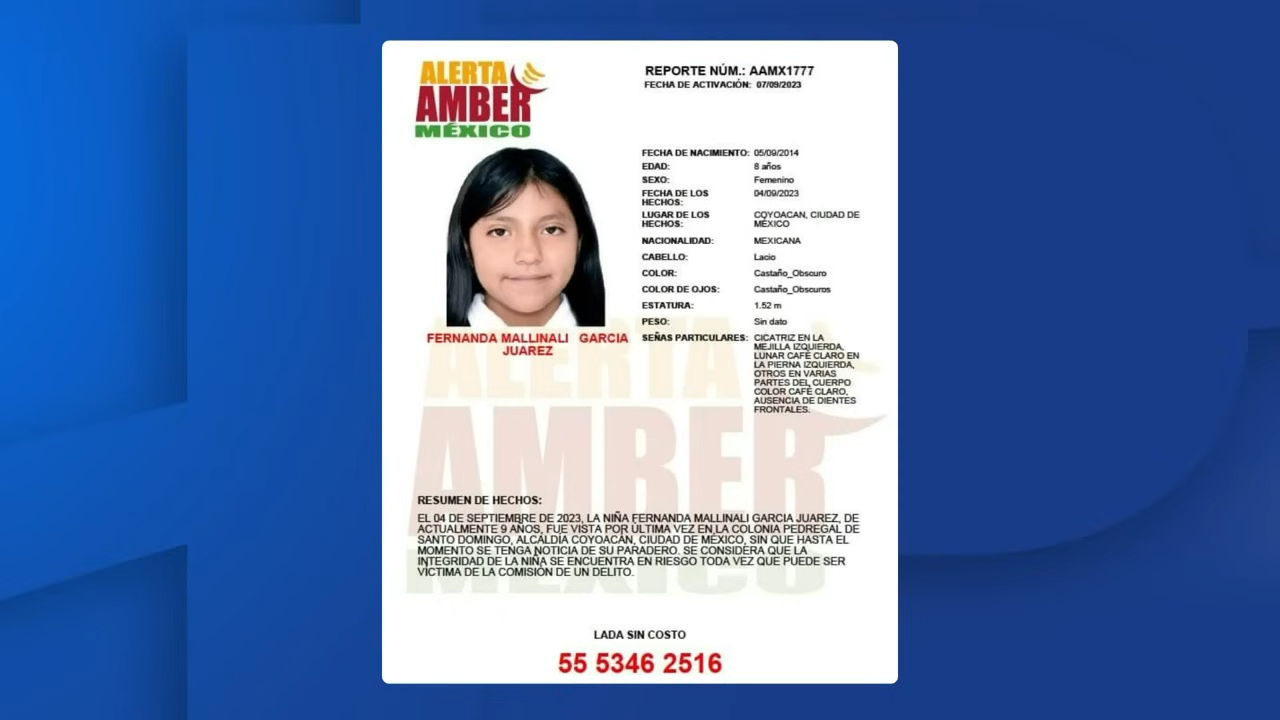 ALERTA
AMBER
MÉXICO
REPORTE NÚM.: AAMX1777
FECHA DE ACTIVACIÓN: 07/09/2023
FECHA DE NACIMIENTO: 05/09/2014
EDAD: 8 años
SEXO: Femenino
FECHA DE LOS HECHOS: 04/09/2023
LUGAR DE LOS HECHOS: COYOACAN, CIUDAD DE
MÉXICO
NACIONALIDAD: MEXICANA
CABELLO: Lacio
COLOR: Castaño_Obscuro
COLOR DE OJOS: Castaño_Obscuros
ESTATURA: 1.52 m
PESO: Sin dato
SEÑAS PARTICULARES: CICATRIZ EN LA
MEJILLA IZQUIERDA,
LUNAR CAFÉ CLARO EN
LA PIERNA IZQUIERDA,
OTROS EN VARIAS
PARTES DEL CUERPO
COLOR CAFÉ CLARO,
AUSENCIA DE DIENTES
FRONTALES.
FERNANDA MALLINALI GARCIA
JUAREZ
ALERTA
AMBER
MÉXICO
RESUMEN DE HECHOS:
EL 04 DE SEPTIEMBRE DE 2023, LA NIÑA FERNANDA MALLINALI GARCIA JUAREZ, DE
ACTUALMENTE 9 AÑOS, FUE VISTA POR ÚLTIMA VEZ EN LA COLONIA PEDREGAL DE
SANTO DOMINGO, ALCALDÍA COYOACÁN, CIUDAD DE MÉXICO, SIN QUE HASTA EL
MOMENTO SE TENGA NOTICIA DE SU PARADERO. SE CONSIDERA QUE LA
INTEGRIDAD DE LA NIÑA SE ENCUENTRA EN RIESGO TODA VEZ QUE PUEDE SER
VICTIMA DE LA COMISIÓN DE UN DELITO.
LADA SIN COSTO
55 5346 2516